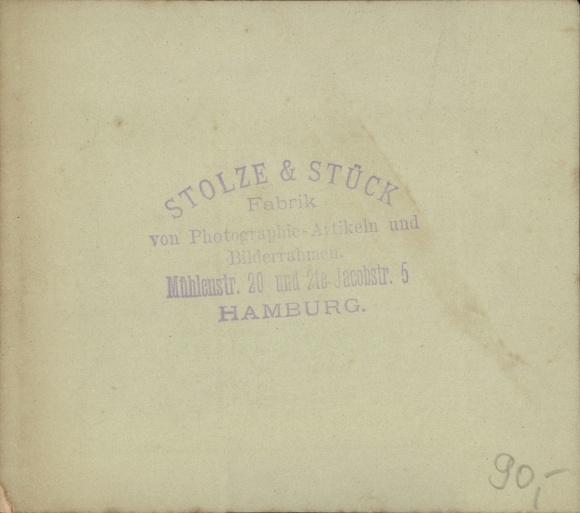 STOLZE & STÜCK
Fabrik
von Photographie-Artikeln und
Bilderrahmen.
Mühlenstr. 20 und 2te Jacobstr. 5
HAMBURG.
90,-